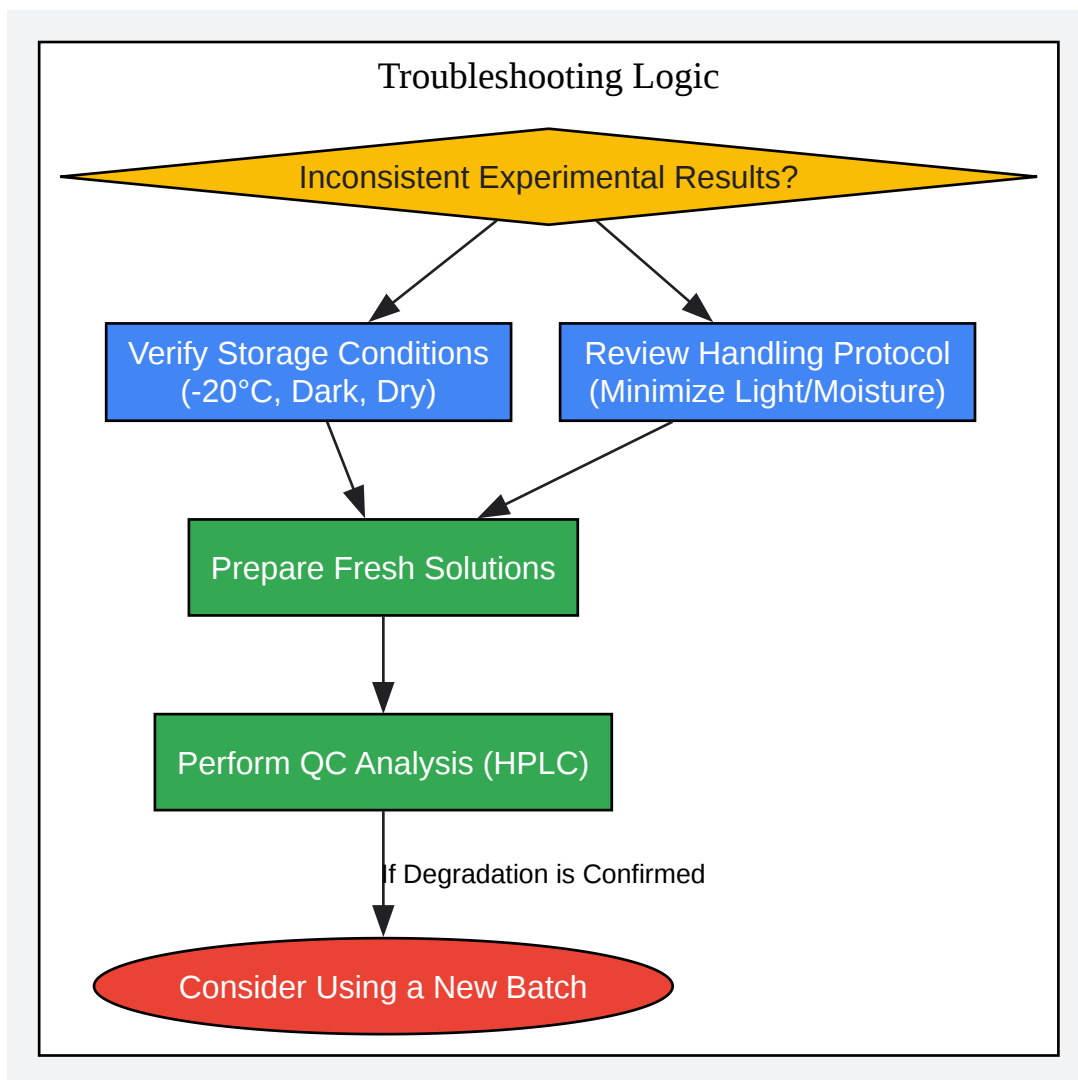 Troubleshooting Logic
Inconsistent Experimental Results?
Verify Storage Conditions
(-20°C, Dark, Dry)
Review Handling Protocol
(Minimize Light/Moisture)
Prepare Fresh Solutions
Perform QC Analysis (HPLC)
If Degradation is Confirmed
Consider Using a New Batch